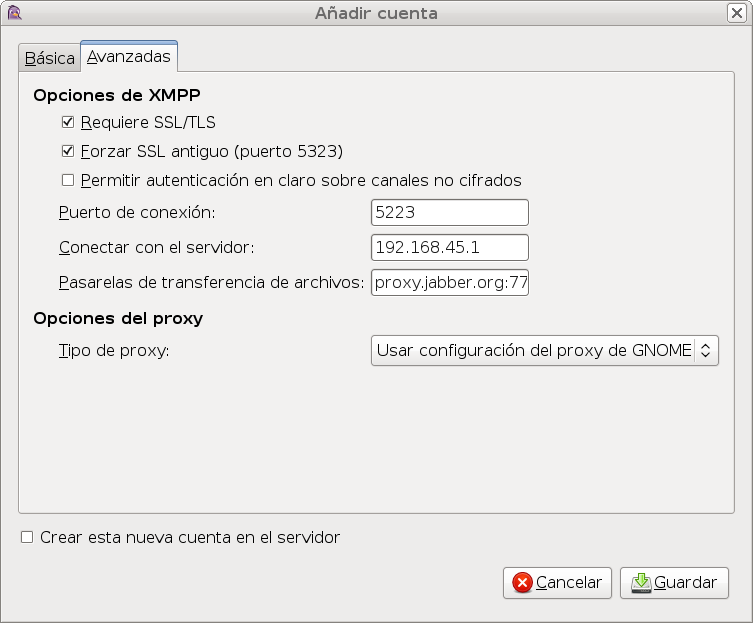 Añadir cuenta
Básica
Avanzadas
Opciones de XMPP
Requiere SSL/TLS
Forzar SSL antiguo (puerto 5323)
Permitir autenticación en claro sobre canales no cifrados
Puerto de conexión: 5223
Conectar con el servidor: 192.168.45.1
Pasarelas de transferencia de archivos: proxy.jabber.org:77
Opciones del proxy
Tipo de proxy: Usar configuración del proxy de GNOME
Crear esta nueva cuenta en el servidor
Cancelar
Guardar